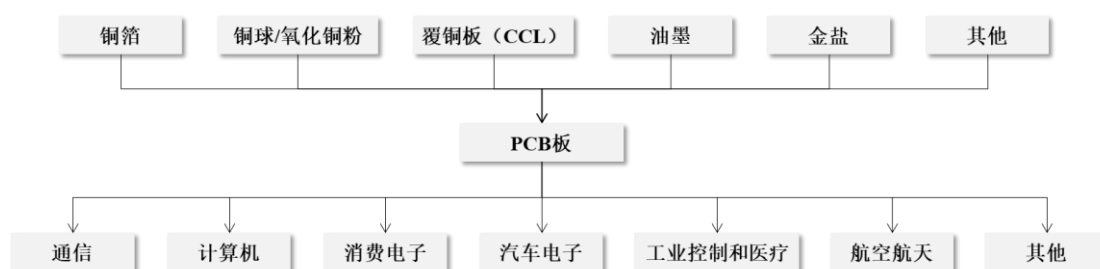 铜箔
铜球/氧化铜粉
覆铜板（CCL）
油墨
金盐
其他
PCB板
通信
计算机
消费电子
汽车电子
工业控制和医疗
航空航天
其他